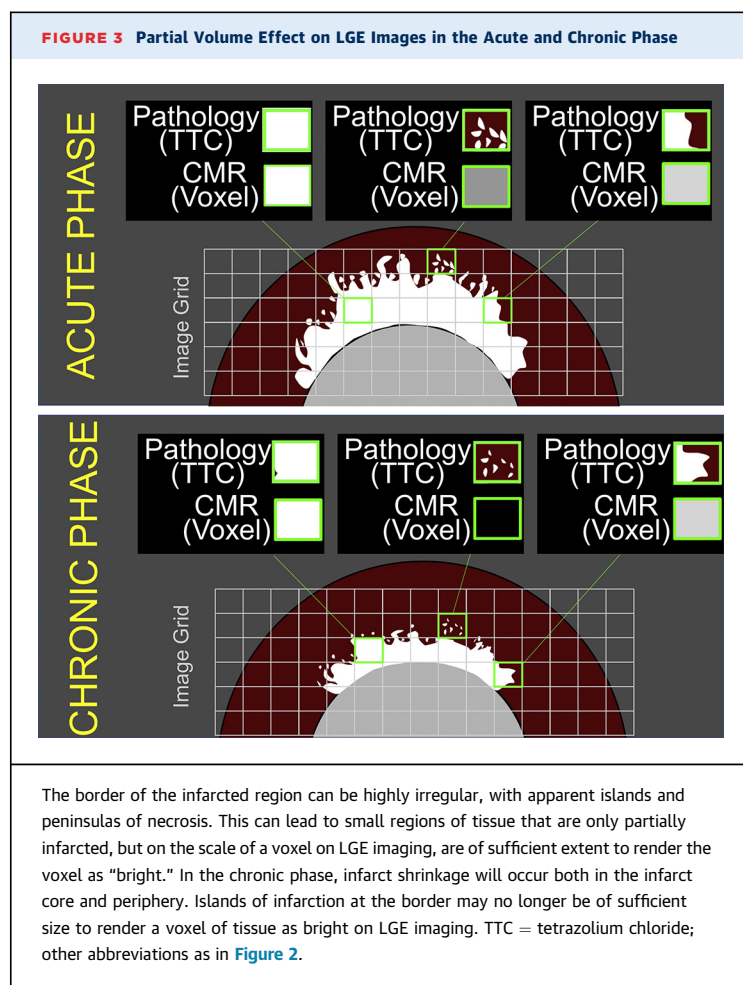 FIGURE 3 Partial Volume Effect on LGE Images in the Acute and Chronic Phase
ACUTE PHASE
Pathology
(TTC)
CMR
(Voxel)
Pathology
(TTC)
CMR
(Voxel)
Pathology
(TTC)
CMR
(Voxel)
Image Grid
CHRONIC PHASE
Pathology
(TTC)
CMR
(Voxel)
Pathology
(TTC)
CMR
(Voxel)
Pathology
(TTC)
CMR
(Voxel)
Image Grid
The border of the infarcted region can be highly irregular, with apparent islands and
peninsulas of necrosis. This can lead to small regions of tissue that are only partially
infarcted, but on the scale of a voxel on LGE imaging, are of sufficient extent to render the
voxel as “bright.” In the chronic phase, infarct shrinkage will occur both in the infarct
core and periphery. Islands of infarction at the border may no longer be of sufficient
size to render a voxel of tissue as bright on LGE imaging. TTC = tetrazolium chloride;
other abbreviations as in Figure 2.